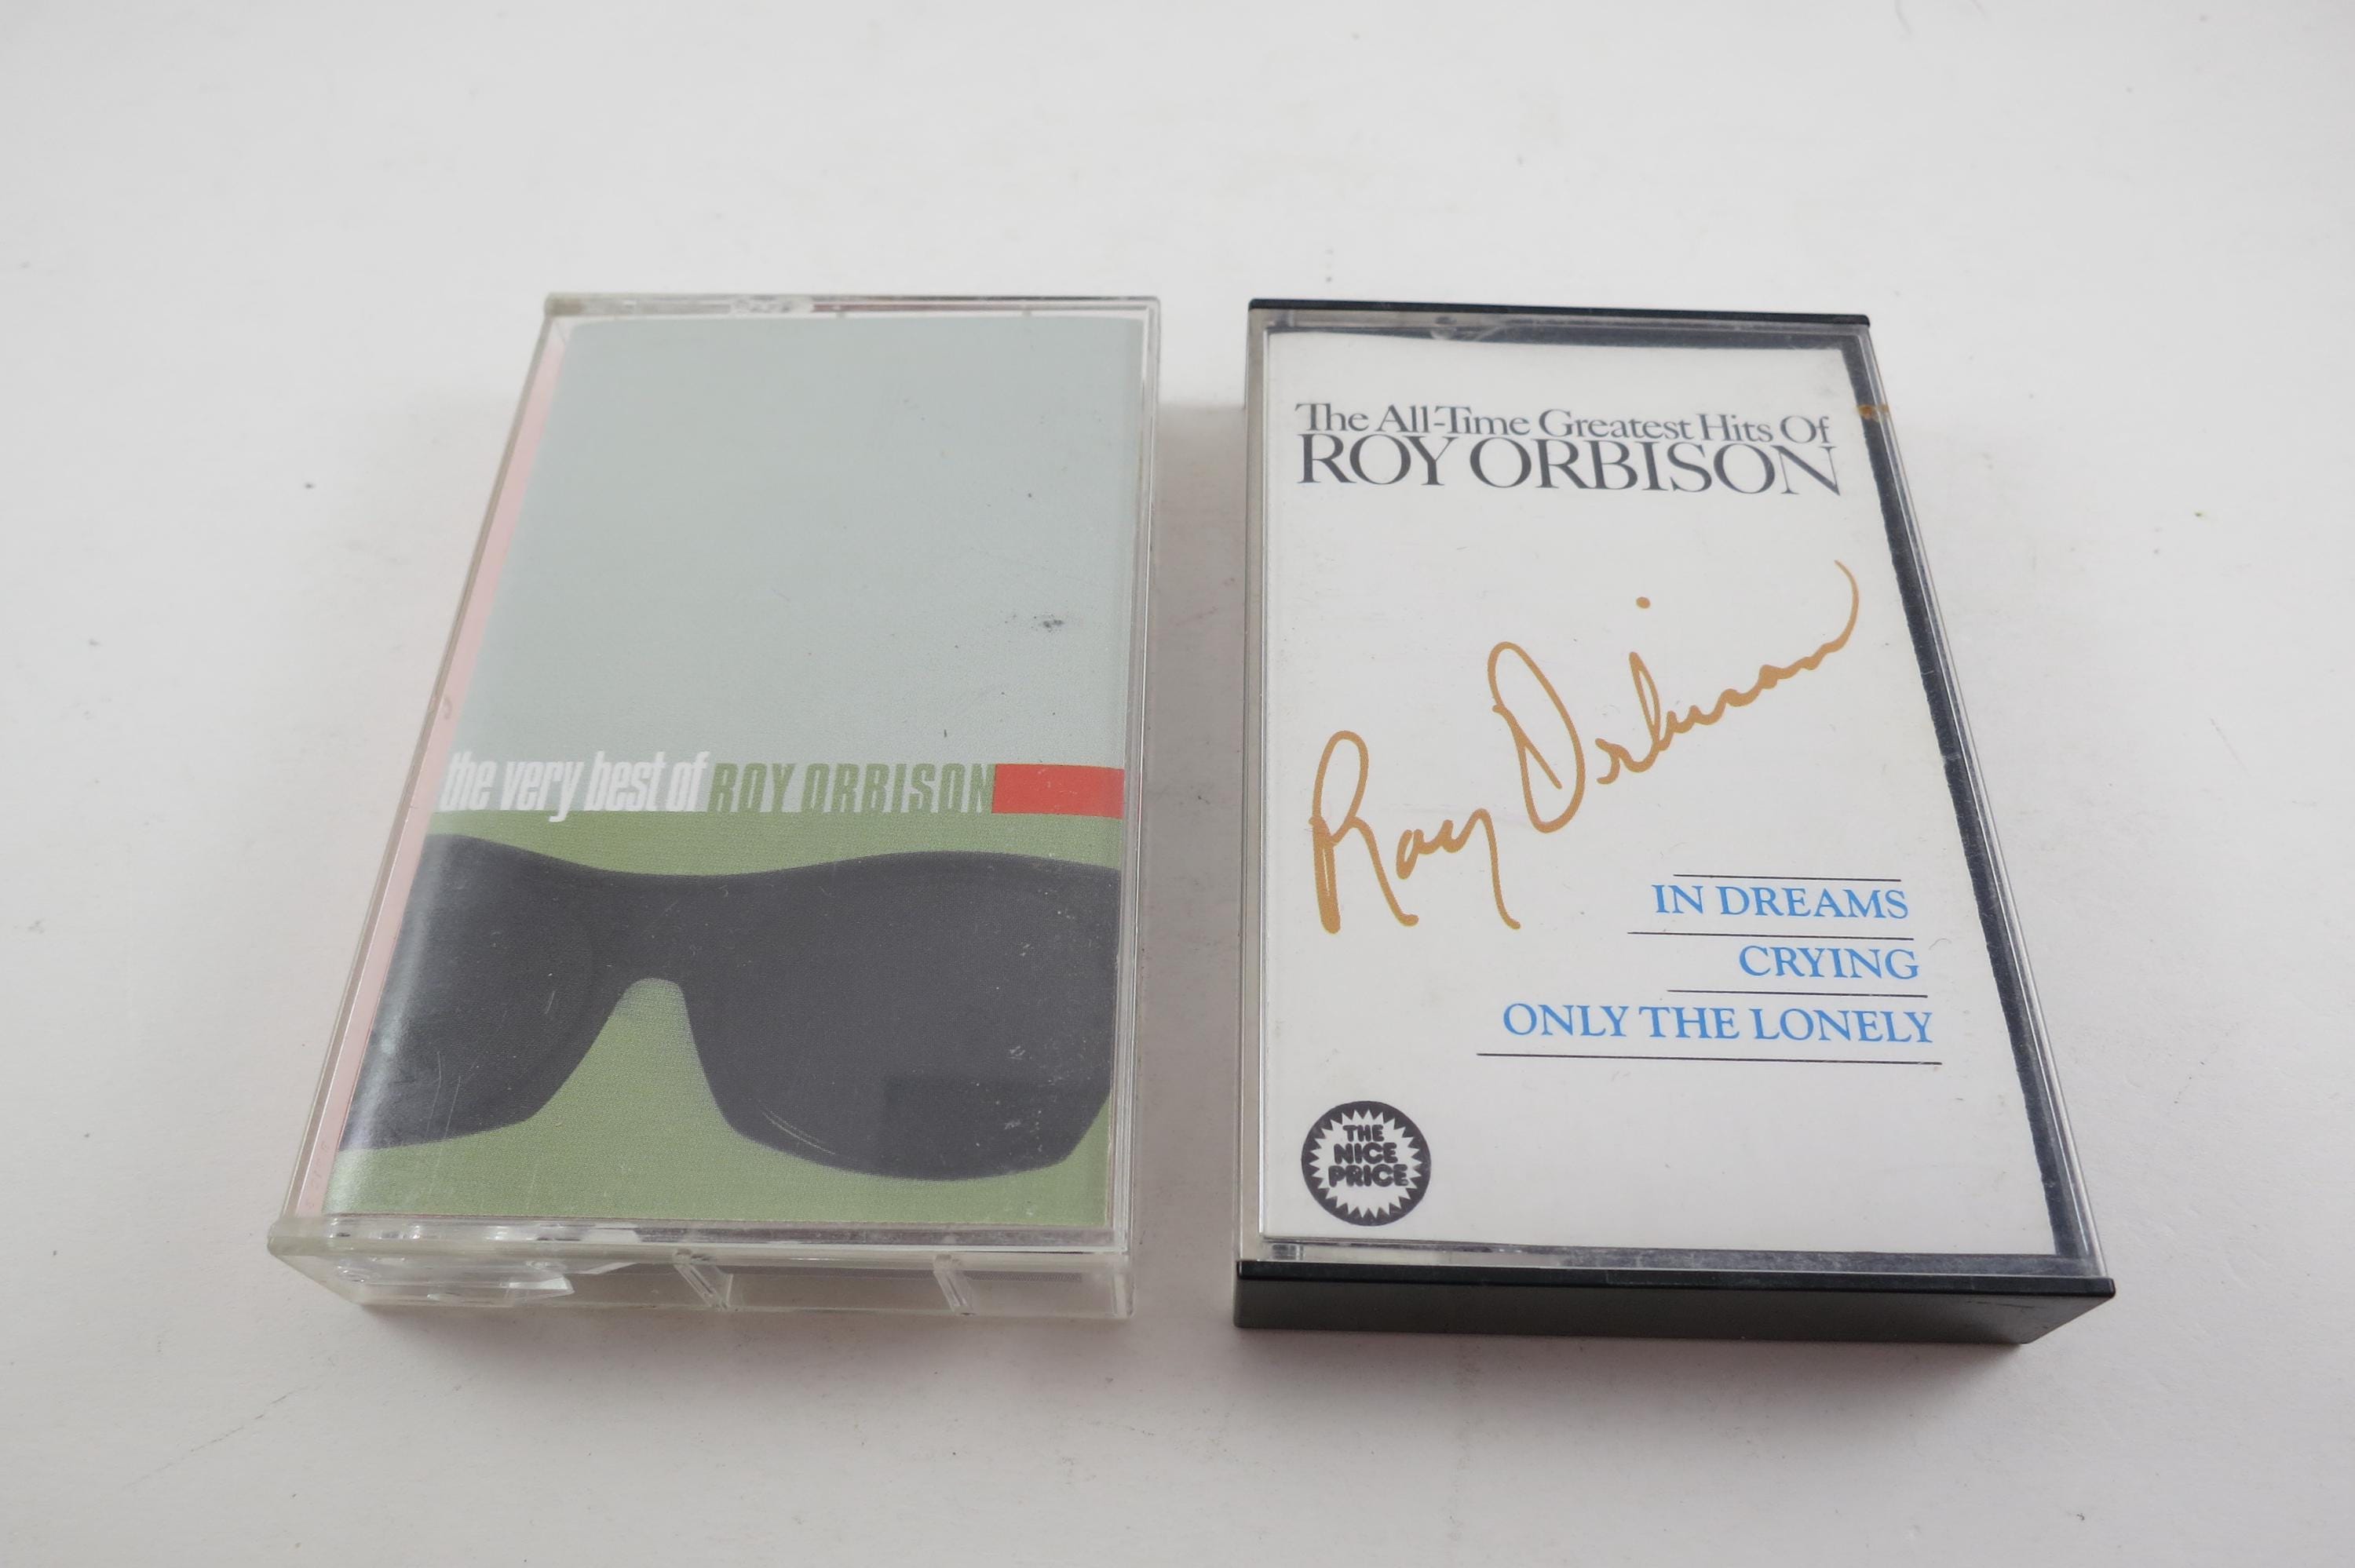 the very best of ROY ORBISON
The All-Time Greatest Hits Of
ROY ORBISON
Roy Orbison
IN DREAMS
CRYING
ONLY THE LONELY
THE
NICE
PRICE